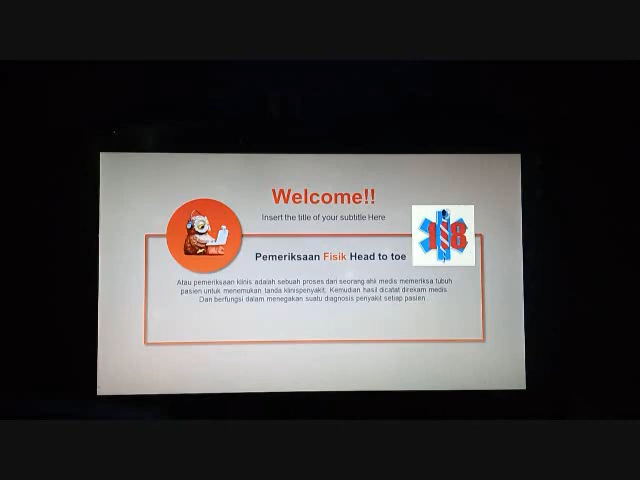 Welcome!!
Insert the title of your subtitle Here
118
Pemeriksaan Fisik Head to toe
Atau pemeriksaan klinis adalah sebuah proses dari seorang ahli medis memeriksa tubuh
pasien untuk menemukan tanda klinispenyakit. Kemudian hasil dicatat direkam medis.
Dan berfungsi dalam menegakan suatu diagnosis penyakit setiap pasien